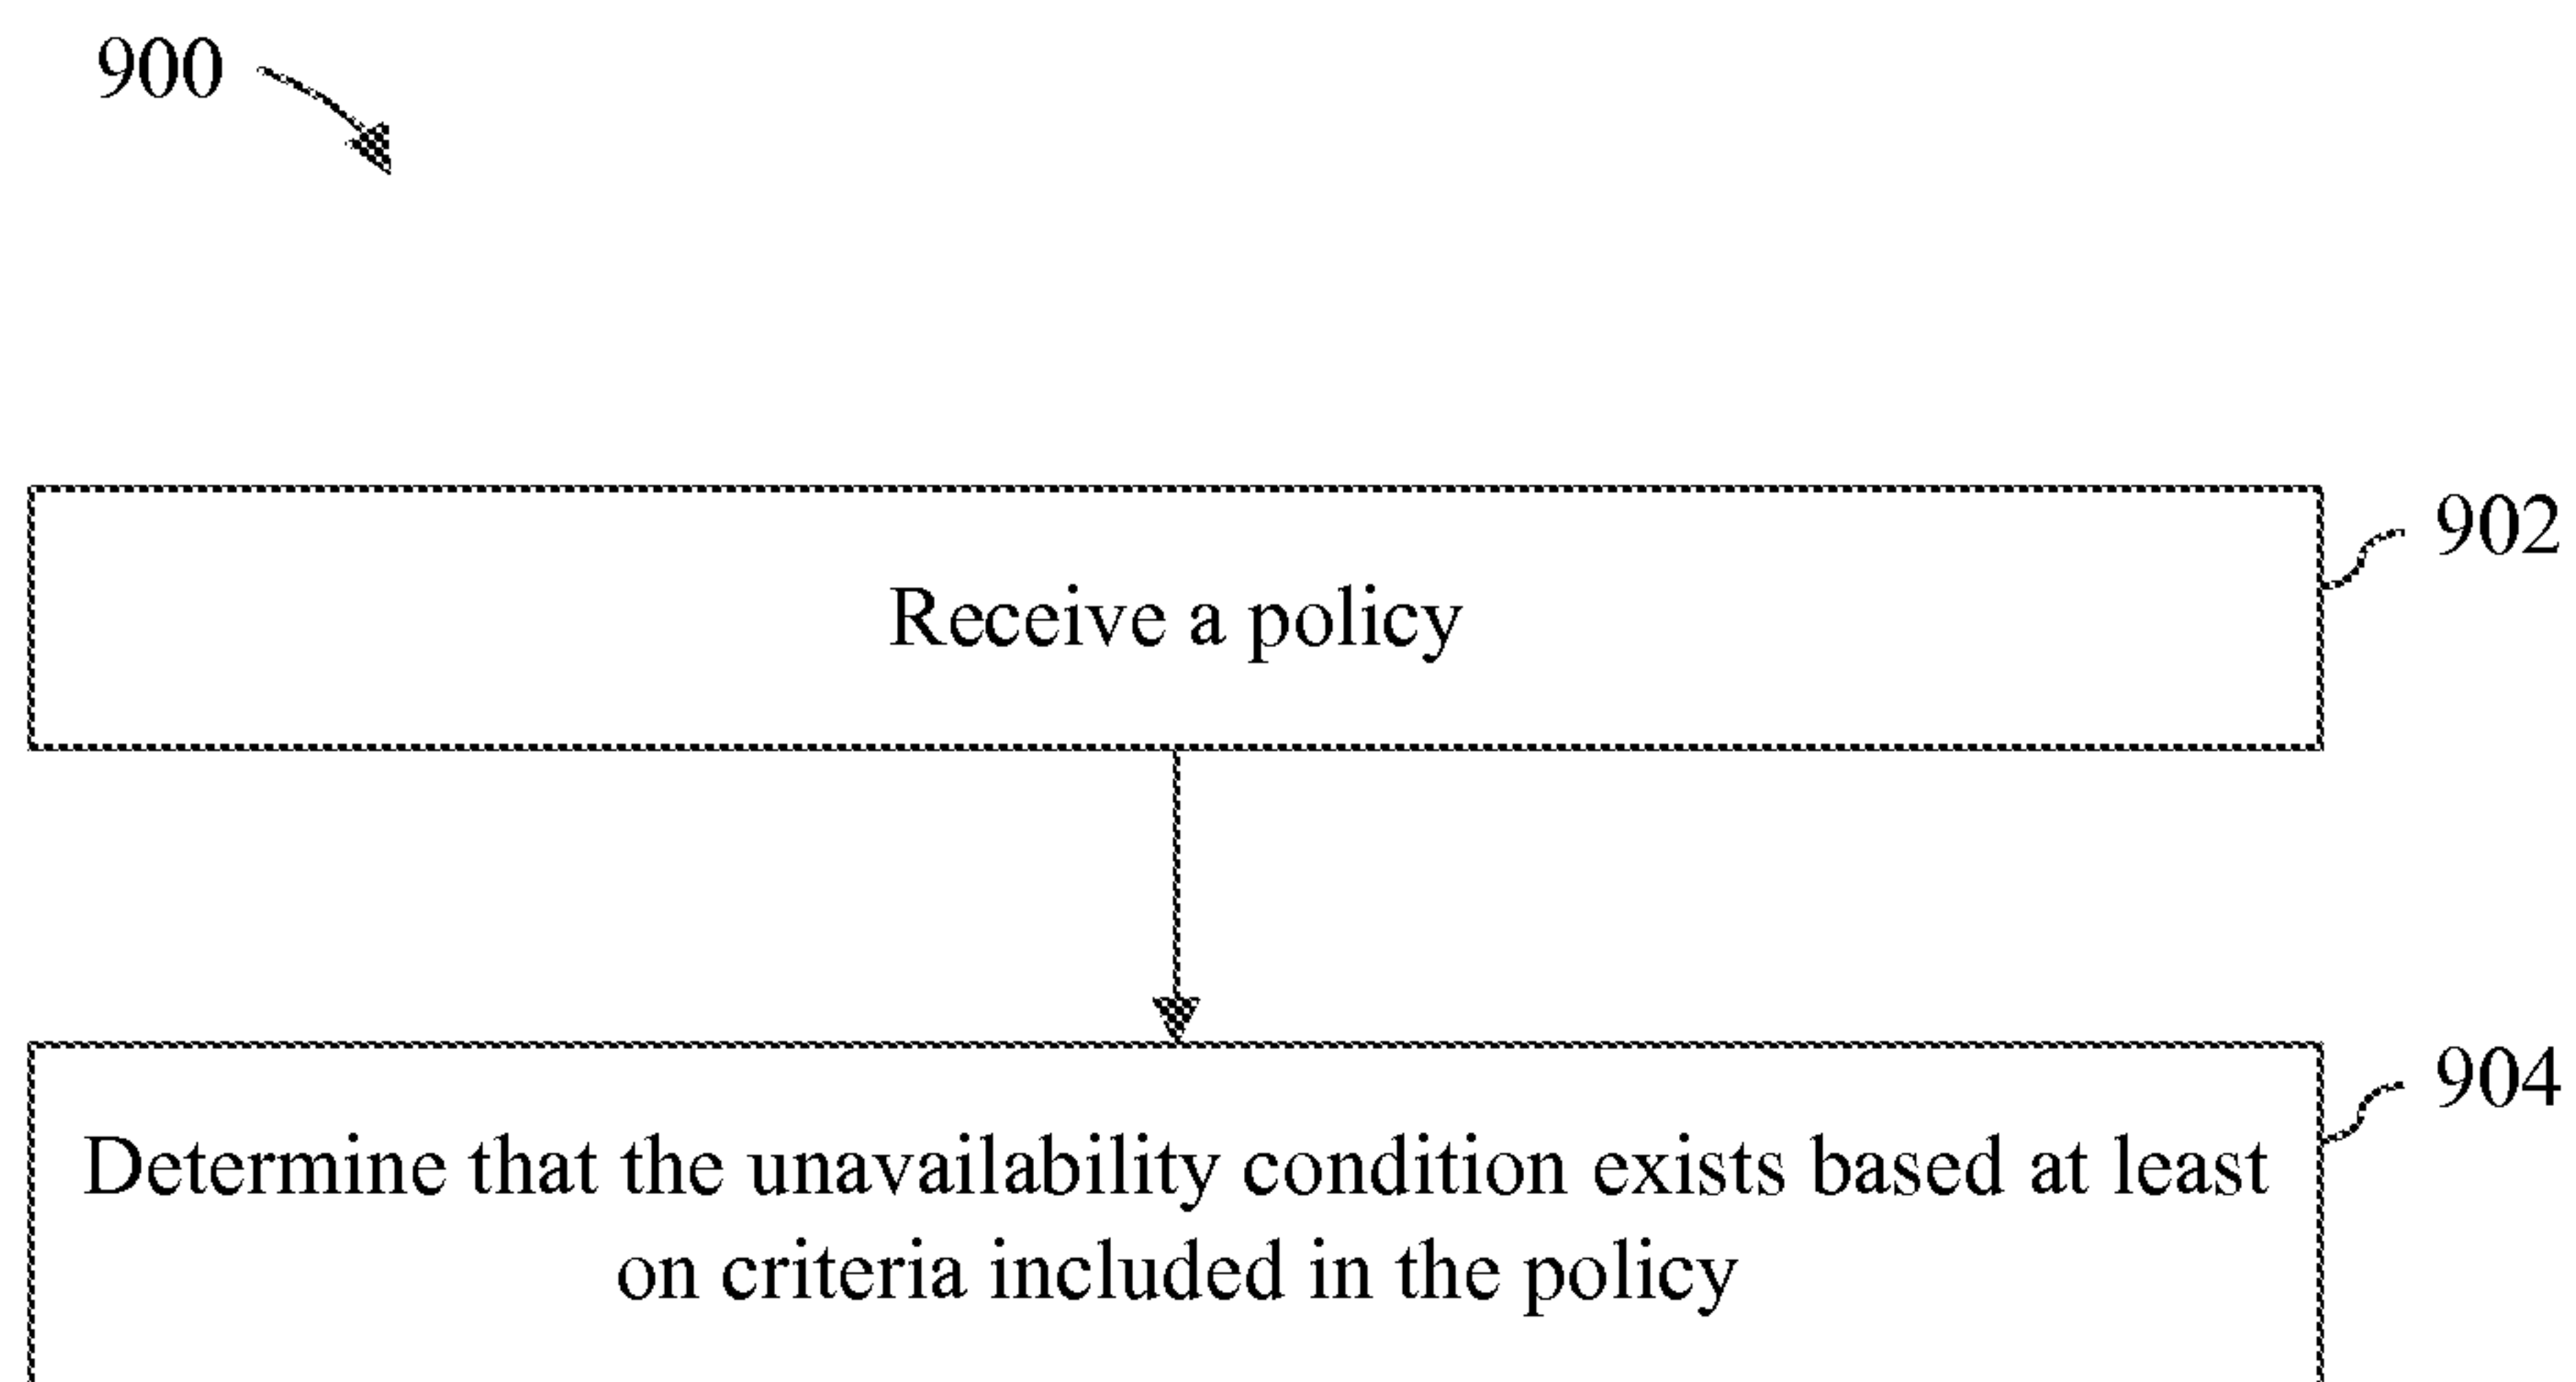 900
902
Receive a policy
904
Determine that the unavailability condition exists based at least
on criteria included in the policy